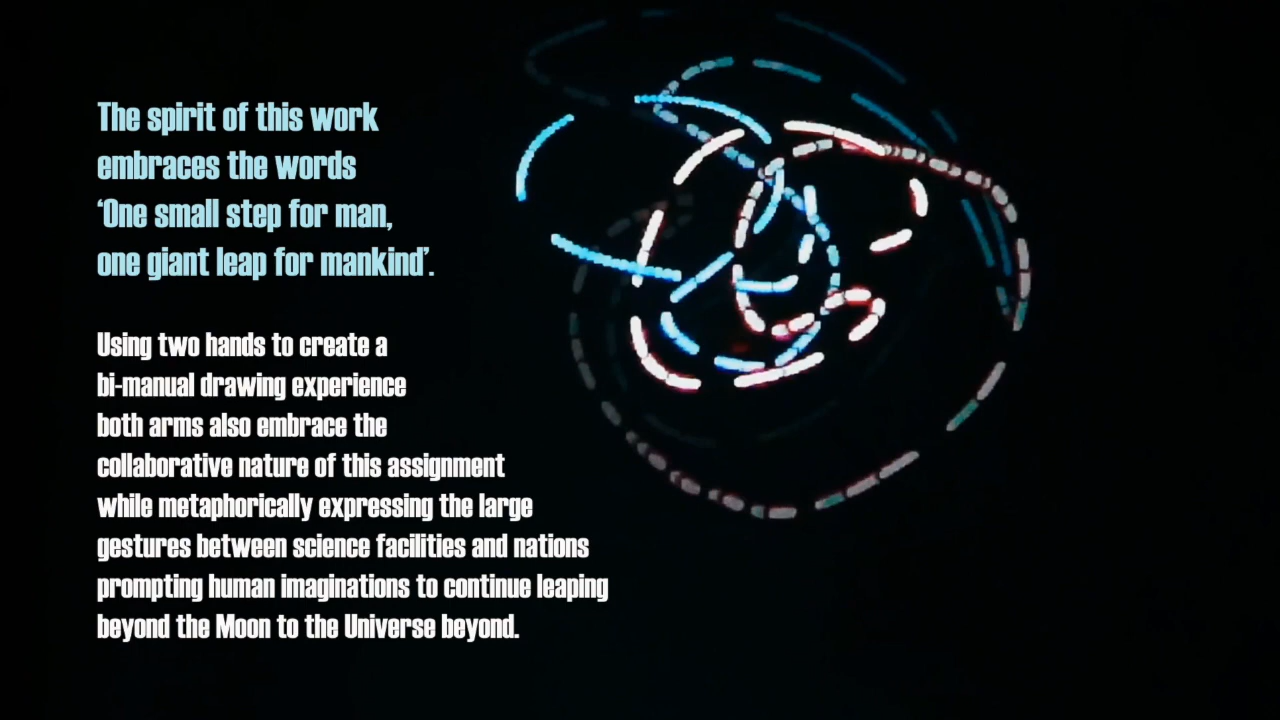 The spirit of this work
embraces the words
‘One small step for man,
one giant leap for mankind’.
Using two hands to create a
bi-manual drawing experience
both arms also embrace the
collaborative nature of this assignment
while metaphorically expressing the large
gestures between science facilities and nations
prompting human imaginations to continue leaping
beyond the Moon to the Universe beyond.